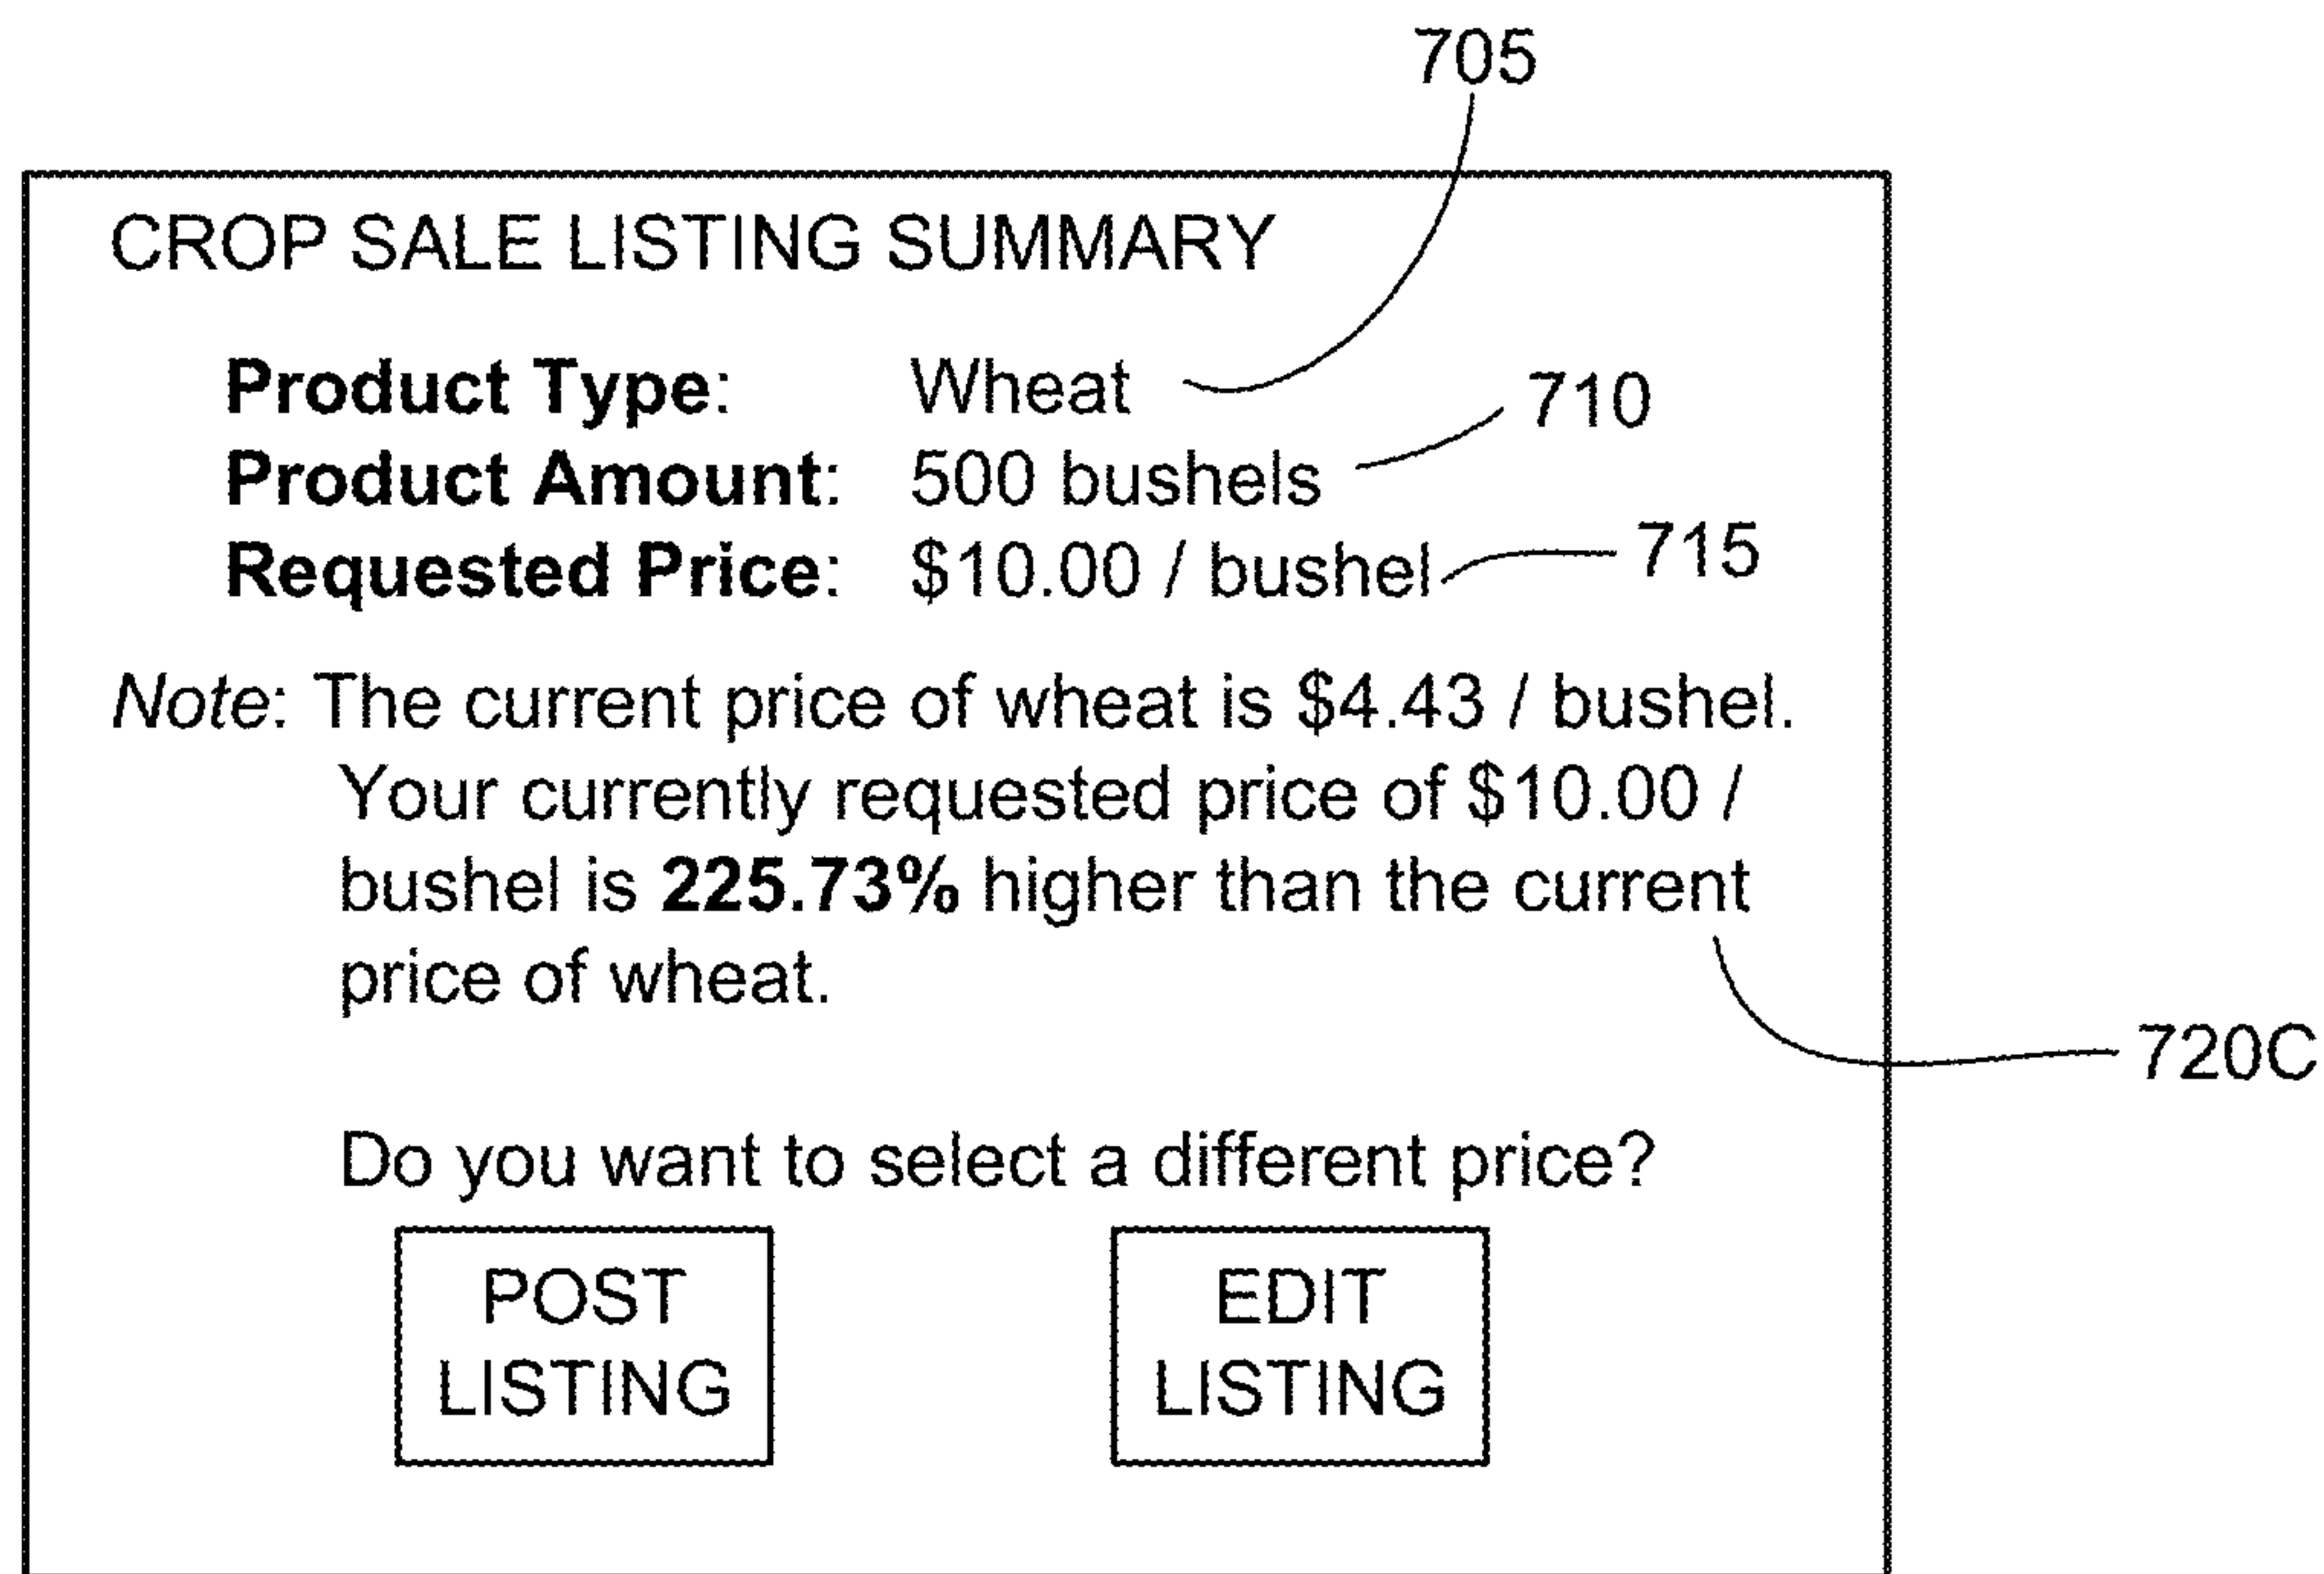 705
CROP SALE LISTING SUMMARY
Product Type: Wheat
710
Product Amount: 500 bushels
Requested Price: $10.00 / bushel 715
Note: The current price of wheat is $4.43 / bushel.
Your currently requested price of $10.00 /
bushel is 225.73% higher than the current
price of wheat.
720C
Do you want to select a different price?
POST
LISTING
EDIT
LISTING